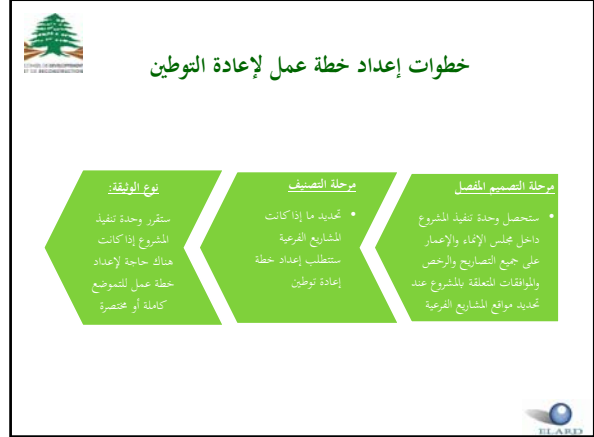 خطوات إعداد خطة عمل لإعادة التوطين
مرحلة التصميم المفصل
• ستحصل وحدة تنفيذ المشروع
داخل مجلس الإنماء والإعمار
على جميع التصاريح والرخص
والموافقات المتعلقة بالمشروع عند
تحديد مواقع المشاريع الفرعية
مرحلة التصنيف
• تحديد ما إذا كانت
المشاريع الفرعية
ستتطلب إعداد خطة
إعادة توطين
نوع الوثيقة:
ستقرر وحدة تنفيذ
المشروع إذا كانت
هناك حاجة لإعداد
خطة عمل للتموضع
كاملة أو مختصرة
ELARD